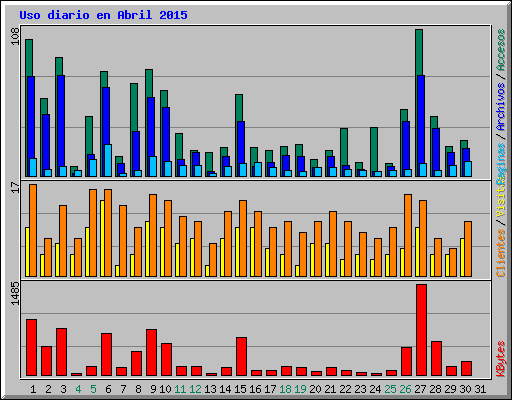 Uso diario en Abril 2015
108
17
1485
Clientes / Visitas
Paginas / Archivos / Accesos
KBytes
1 2 3 4 5 6 7 8 9 10 11 12 13 14 15 16 17 18 19 20 21 22 23 24 25 26 27 28 29 30 31